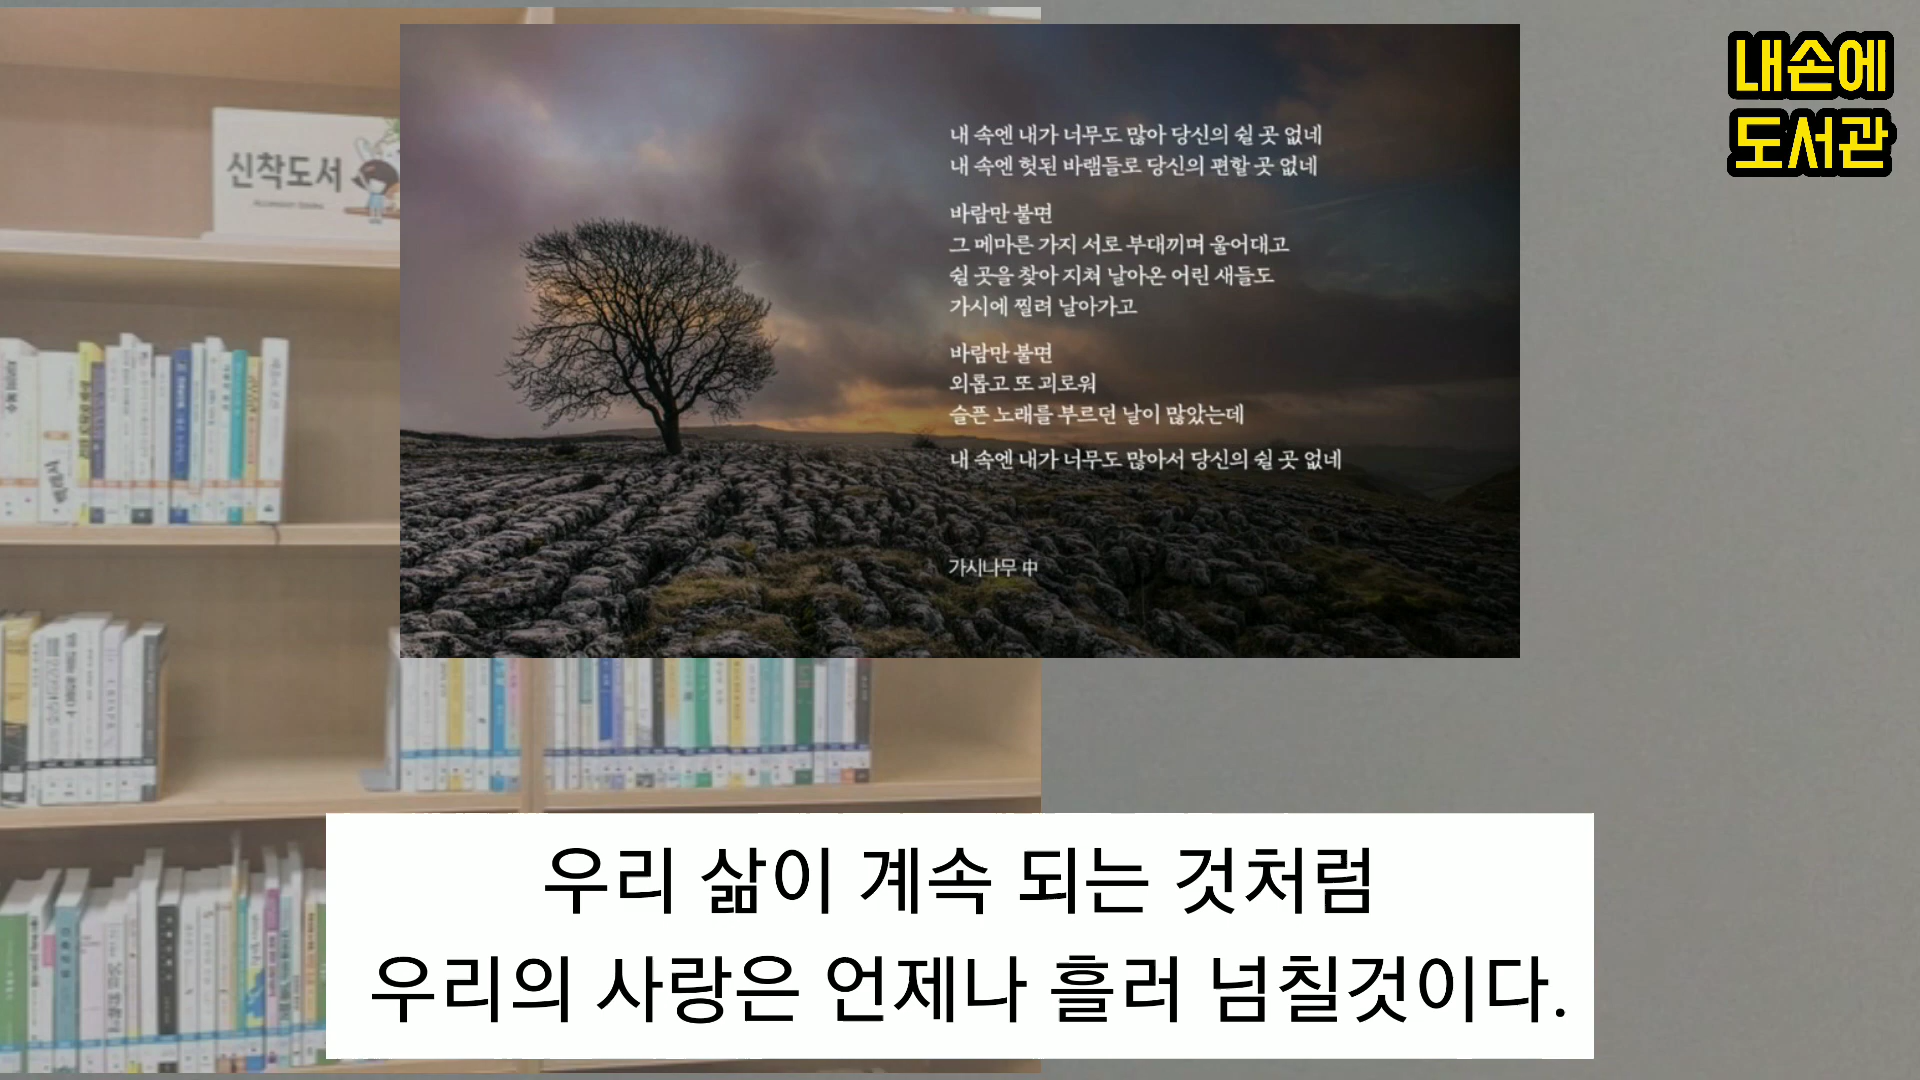 내손에
도서관
신착도서
내 속엔 내가 너무도 많아 당신의 쉴 곳 없네
내 속엔 헛된 바램들로 당신의 편할 곳 없네
바람만 불면
그 메마른 가지 서로 부대끼며 울어대고
쉴 곳을 찾아 지쳐 날아온 어린 새들도
가시에 찔려 날아가고
바람만 불면
외롭고 또 괴로워
슬픈 노래를 부르던 날이 많았는데
내 속엔 내가 너무도 많아서 당신의 쉴 곳 없네
가시나무 中
우리 삶이 계속 되는 것처럼
우리의 사랑은 언제나 흘러 넘칠것이다.